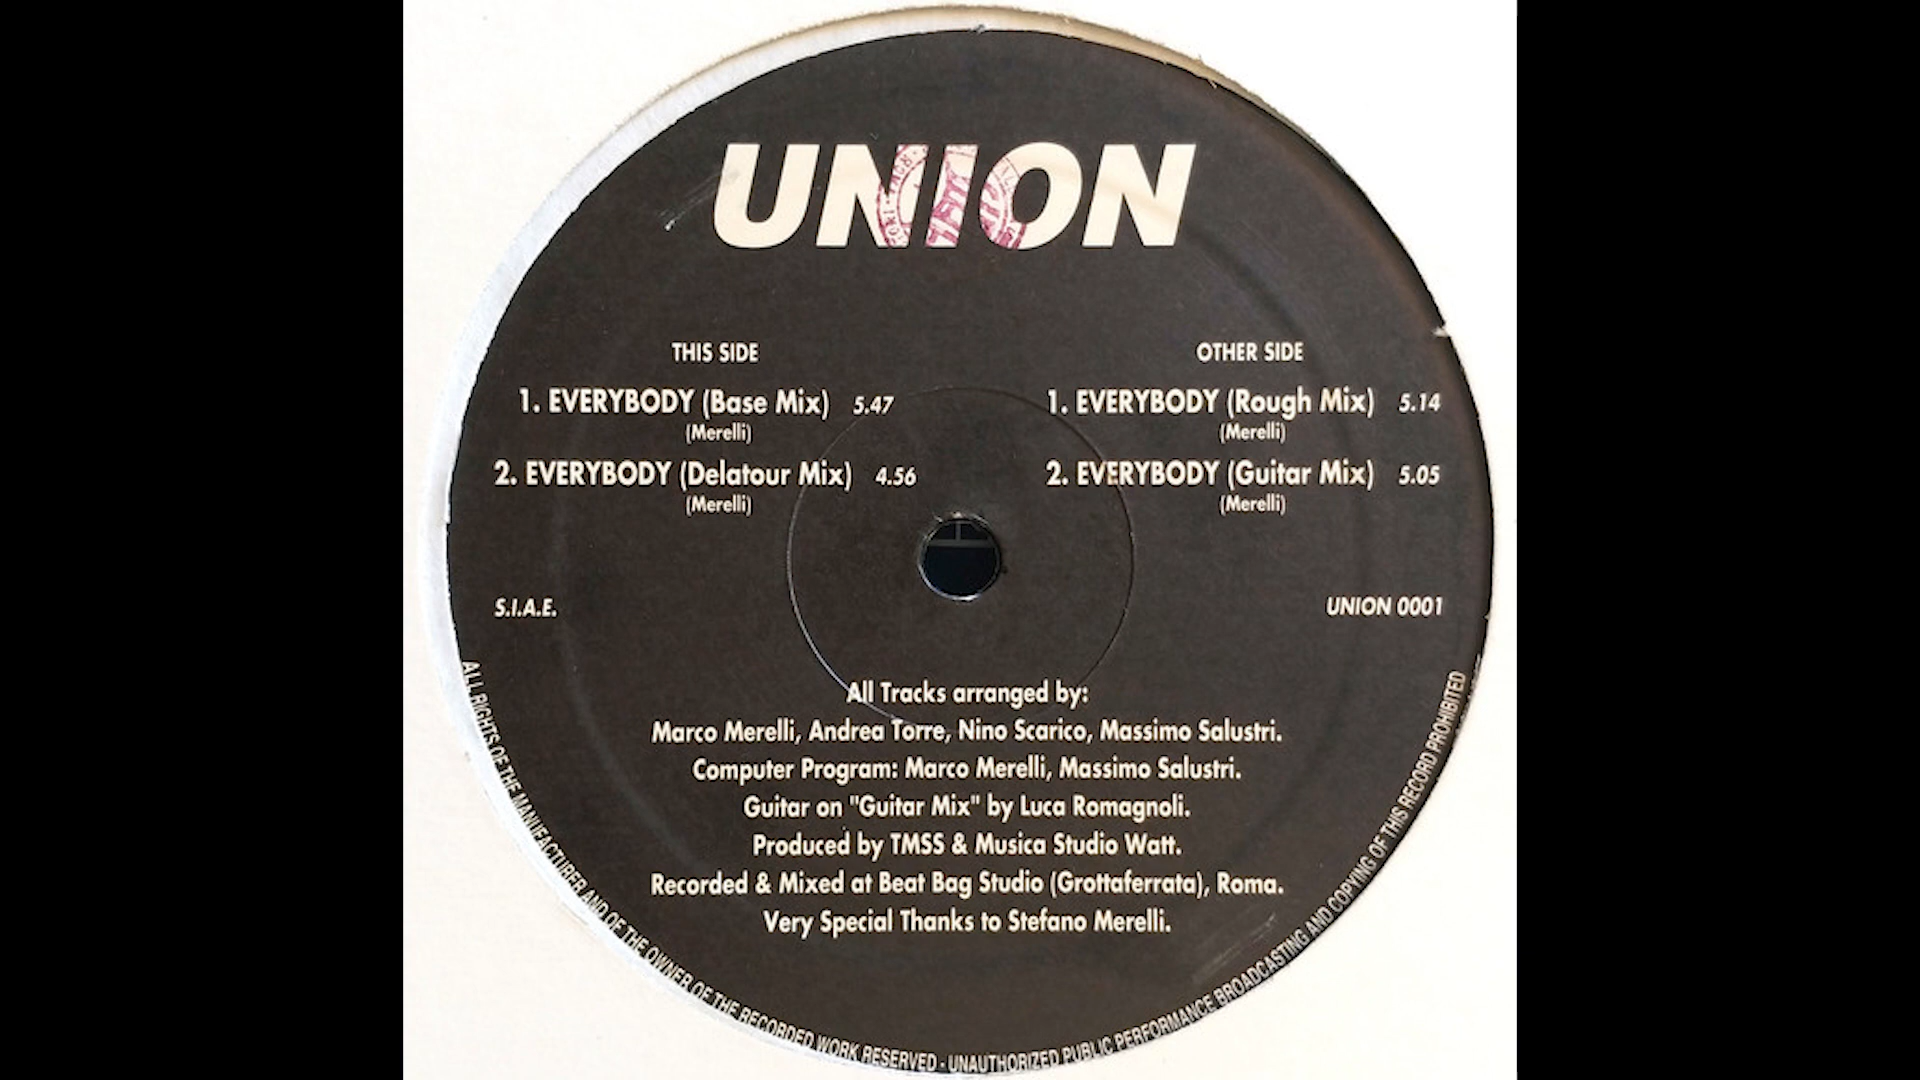 UNION
THIS SIDE
1. EVERYBODY (Base Mix) 5.47
(Merelli)
2. EVERYBODY (Delatour Mix) 4.56
(Merelli)
OTHER SIDE
1. EVERYBODY (Rough Mix) 5.14
(Merelli)
2. EVERYBODY (Guitar Mix) 5.05
(Merelli)
S.I.A.E.
UNION 0001
All Tracks arranged by:
Marco Merelli, Andrea Torre, Nino Scarico, Massimo Salustri.
Computer Program: Marco Merelli, Massimo Salustri.
Guitar on "Guitar Mix" by Luca Romagnoli.
Produced by TMSS & Musica Studio Watt.
Recorded & Mixed at Beat Bag Studio (Grottaferrata), Roma.
Very Special Thanks to Stefano Merelli.
ALL RIGHTS OF THE MANUFACTURER AND OF THE OWNER OF THE RECORDED WORK RESERVED - UNAUTHORIZED PUBLIC PERFORMANCE BROADCASTING AND COPYING OF THIS RECORD PROHIBITED